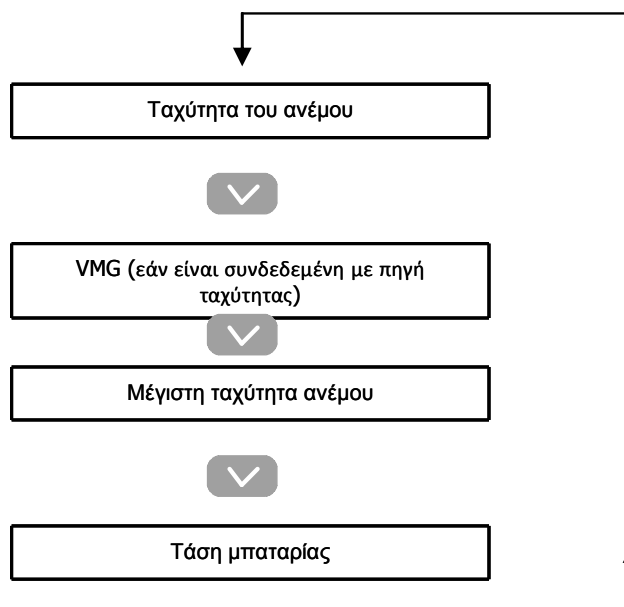 Ταχύτητα του ανέμου
VMG (εάν είναι συνδεδεμένη με πηγή
ταχύτητας)
Μέγιστη ταχύτητα ανέμου
Τάση μπαταρίας